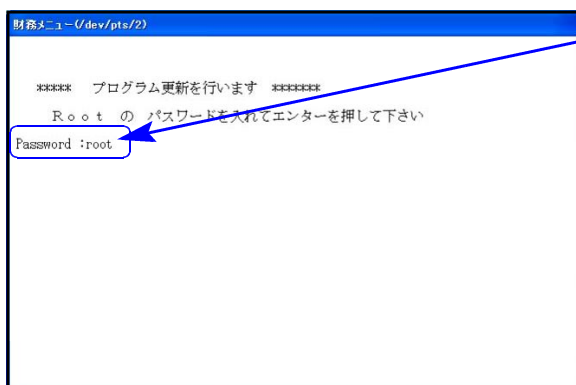 財務メニュー(/dev/pts/2)
***** プログラム更新を行います *******
Ｒｏｏｔ の パスワードを入れてエンターを押して下さい
Password :root